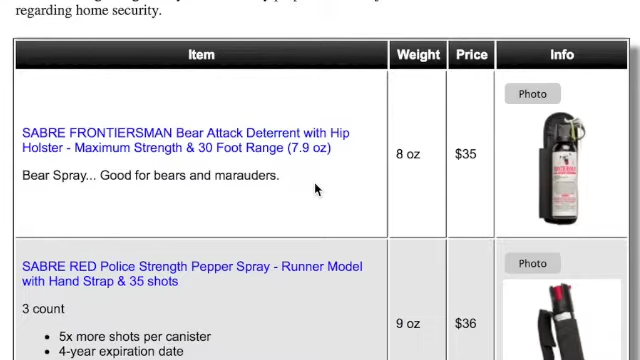 regarding home security.
Item Weight Price Info
Photo
SABRE FRONTIERSMAN Bear Attack Deterrent with Hip
Holster - Maximum Strength & 30 Foot Range (7.9 oz)
8 oz $35
Bear Spray... Good for bears and marauders.
Photo
SABRE RED Police Strength Pepper Spray - Runner Model
with Hand Strap & 35 shots
3 count
9 oz $36
• 5x more shots per canister
• 4-year expiration date